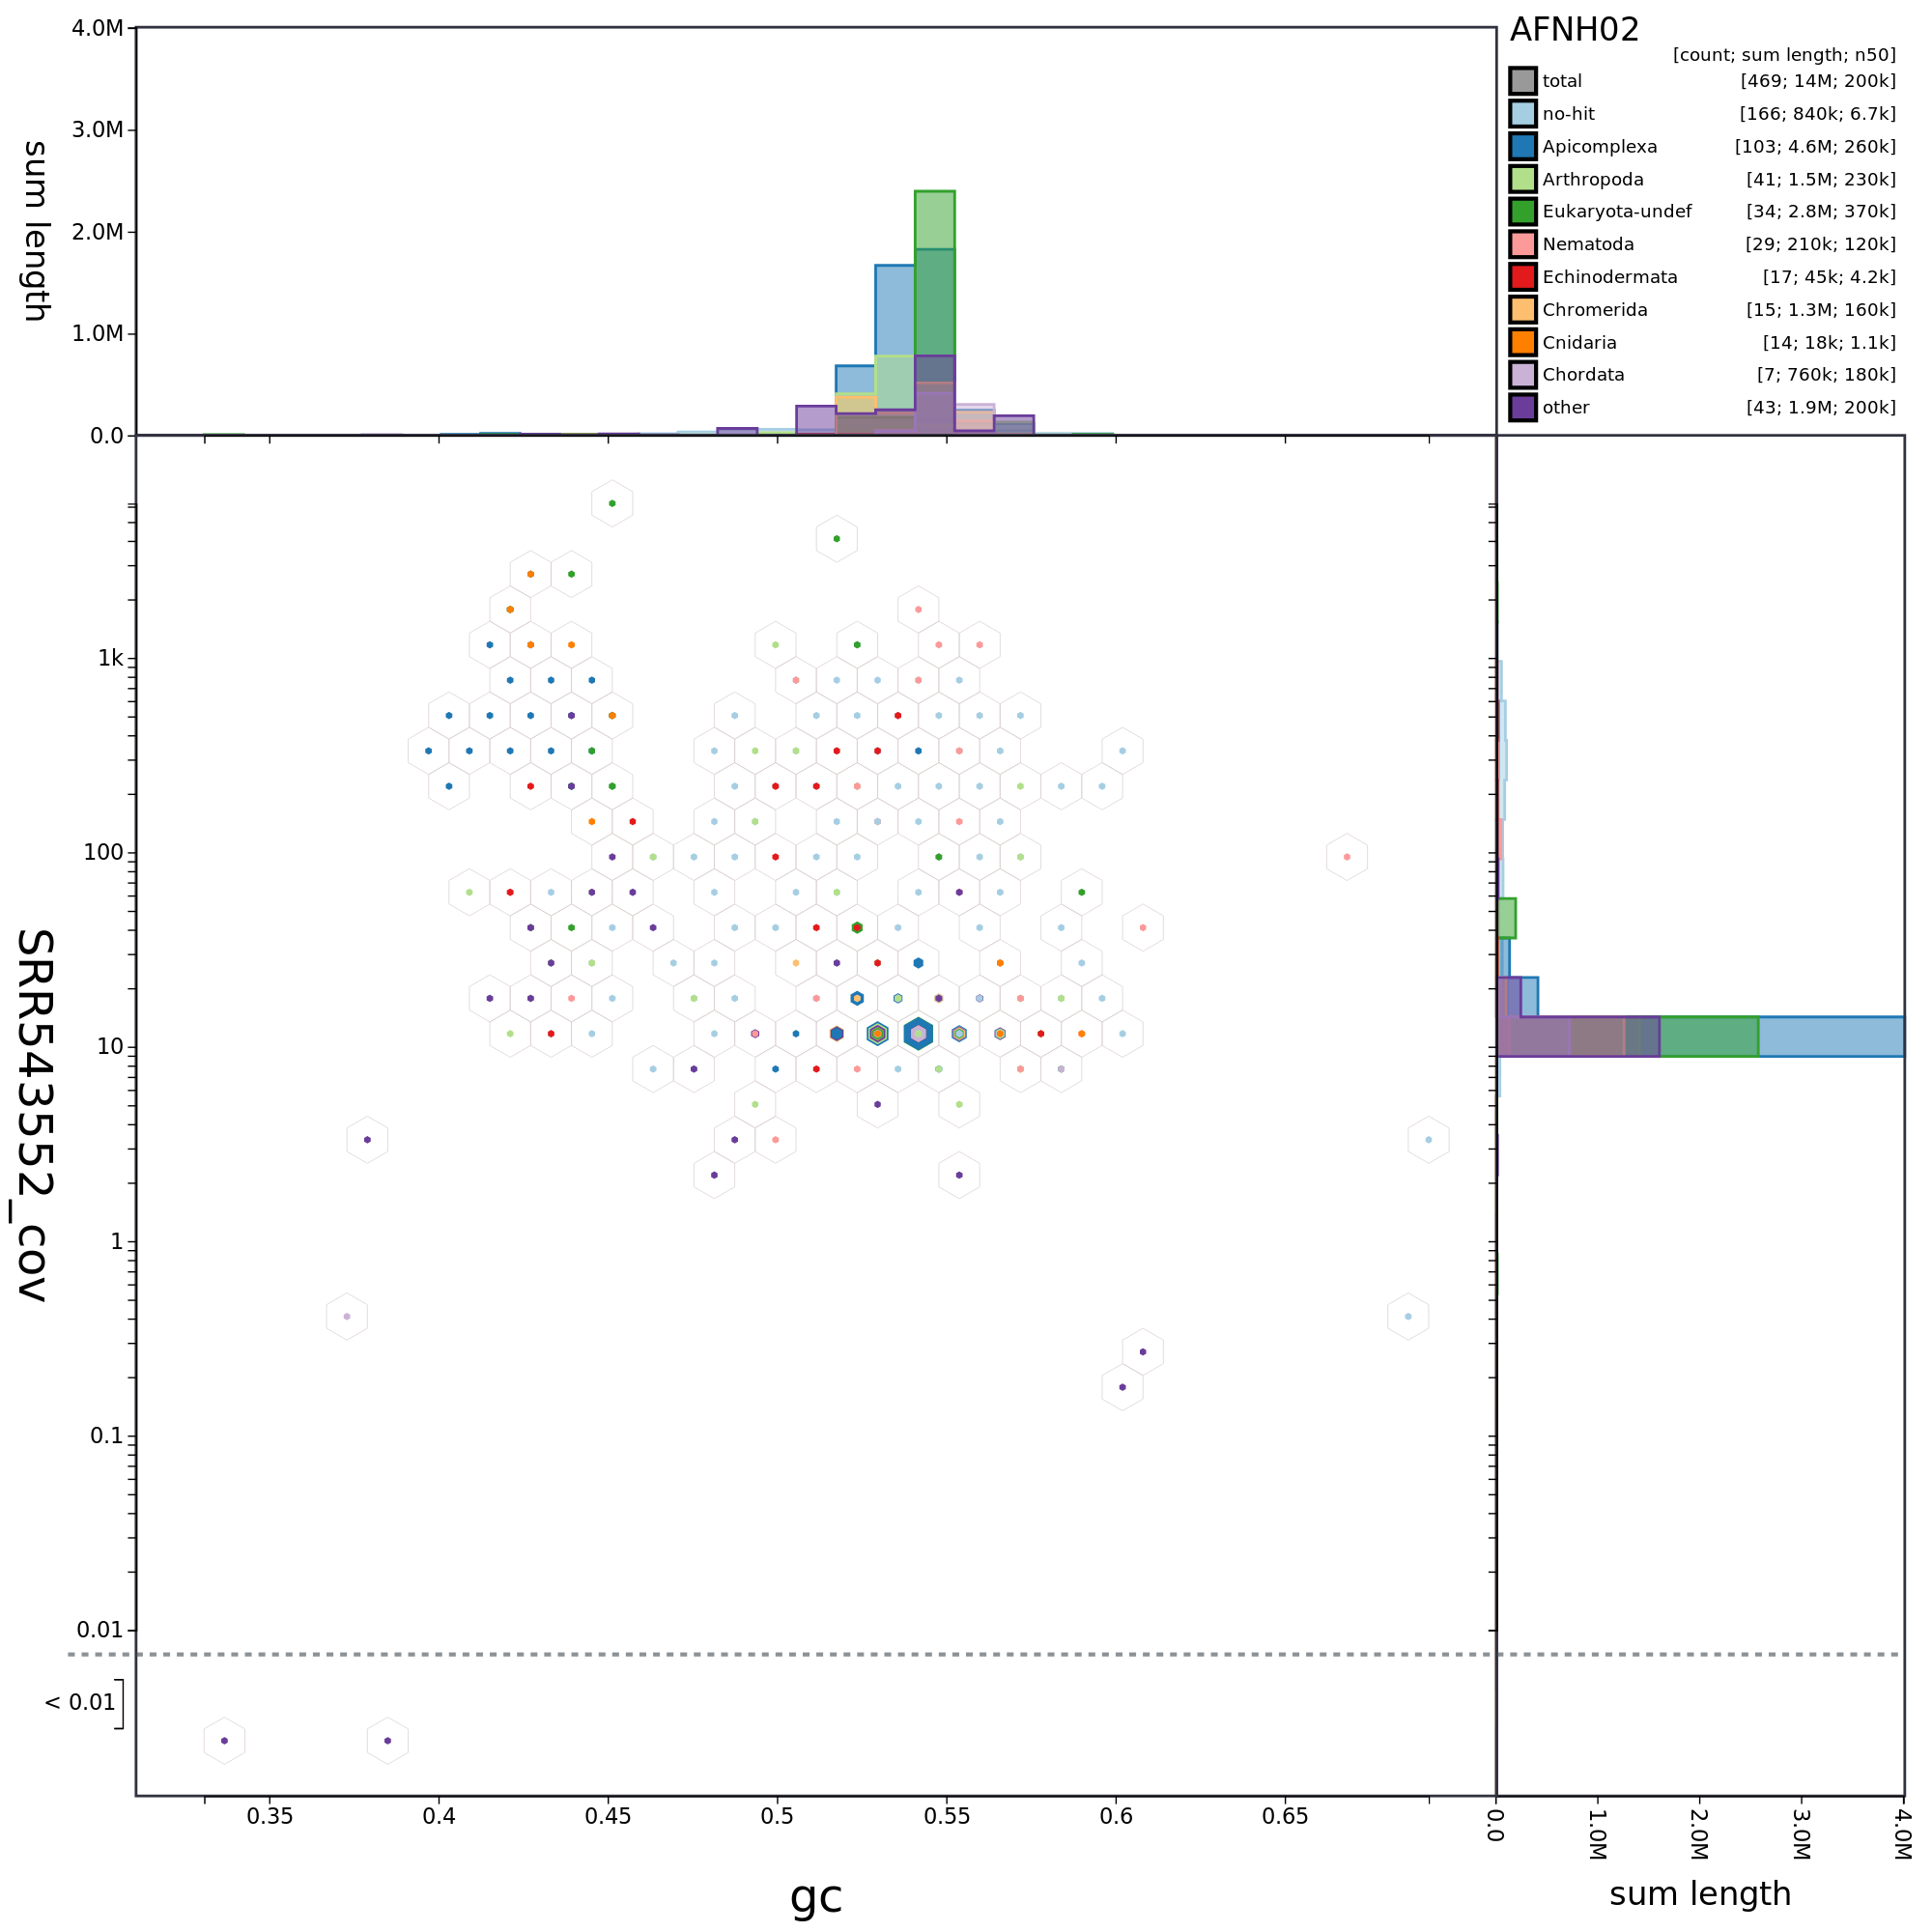 AFNH02
[count; sum length; n50]
total [469; 14M; 200k]
no-hit [166; 840k; 6.7k]
Apicomplexa [103; 4.6M; 260k]
Arthropoda [41; 1.5M; 230k]
Eukaryota-undef [34; 2.8M; 370k]
Nematoda [29; 210k; 120k]
Echinodermata [17; 45k; 4.2k]
Chromerida [15; 1.3M; 160k]
Cnidaria [14; 18k; 1.1k]
Chordata [7; 760k; 180k]
other [43; 1.9M; 200k]
sum length
4.0M
3.0M
2.0M
1.0M
0.0
SRR543552_cov
1k
100
10
1
0.1
0.01
< 0.01
0.35 0.4 0.45 0.5 0.55 0.6 0.65
gc
0.0 1.0M 2.0M 3.0M 4.0M
sum length